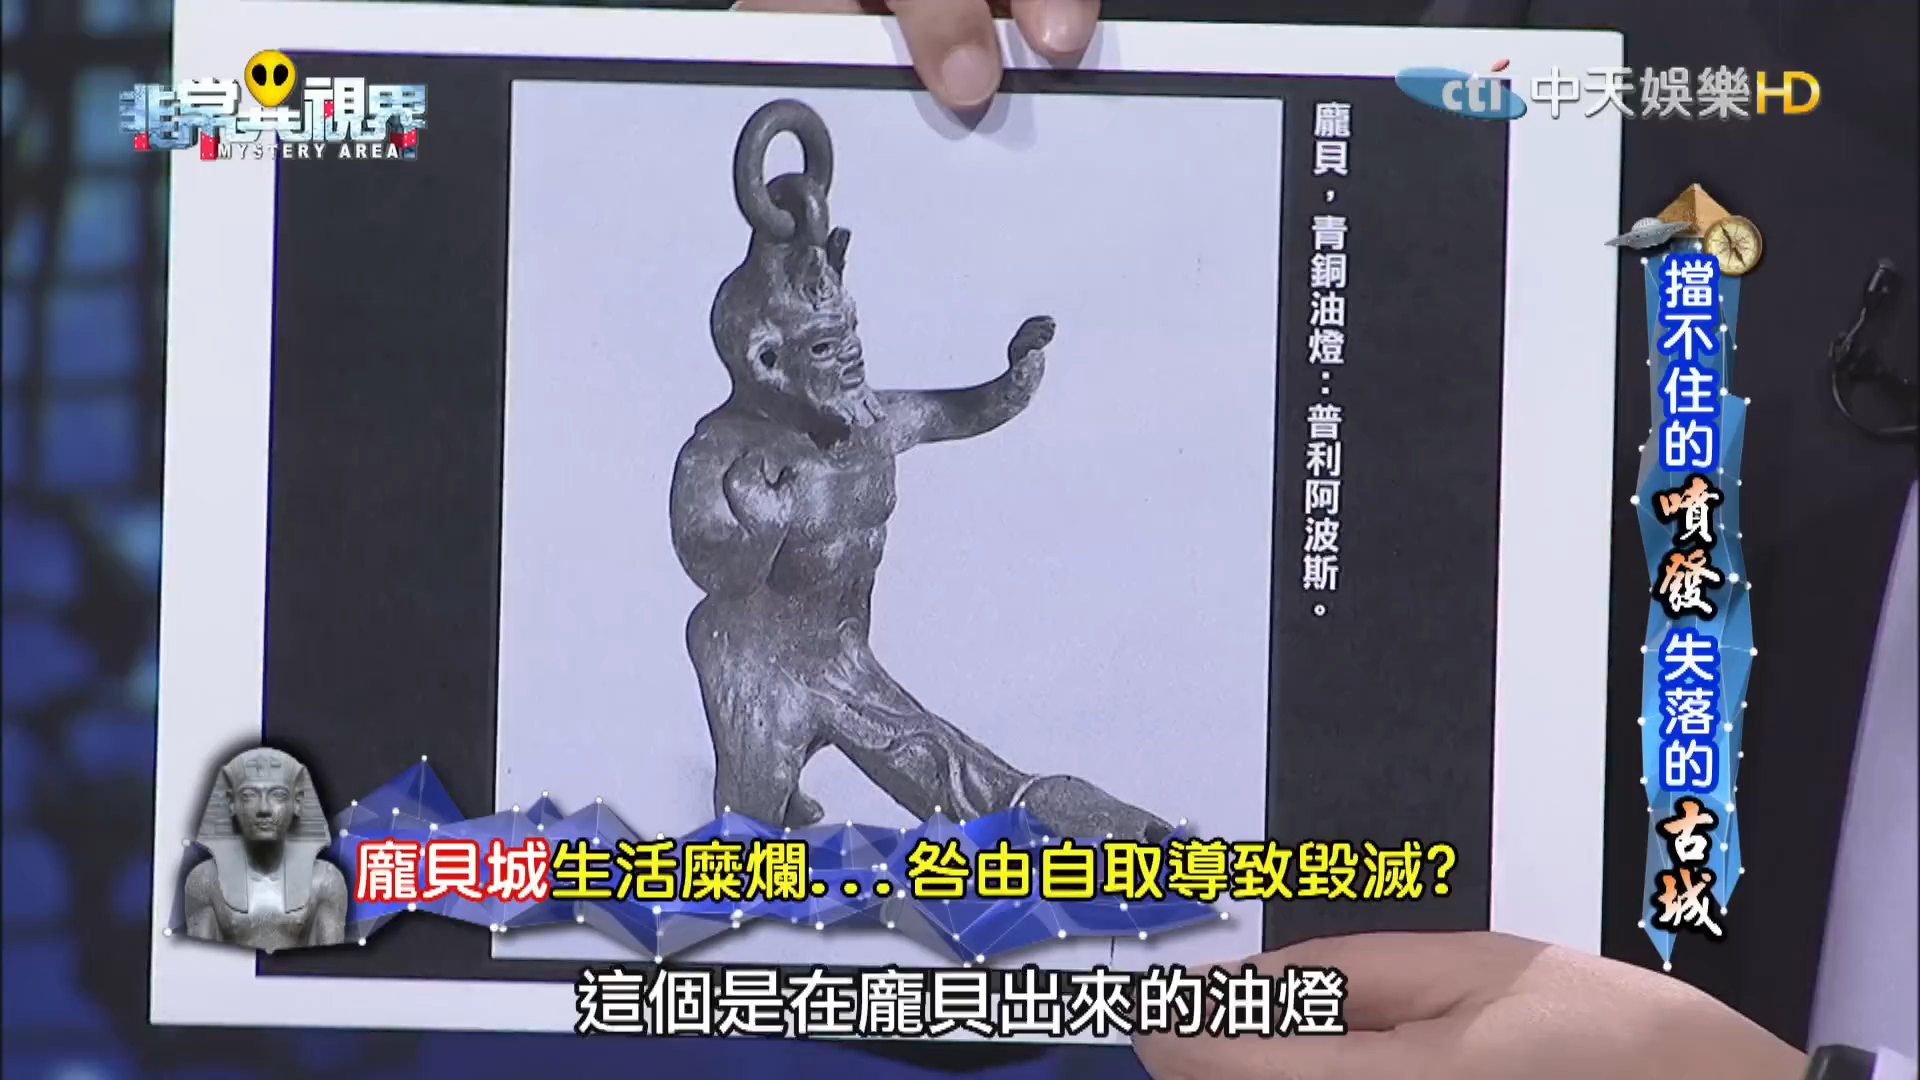 非常異視界
MYSTERY AREA
cti 中天娛樂HD
龐貝，青銅油燈：普利阿波斯。
擋不住的噴發 失落的古城
龐貝城生活糜爛...咎由自取導致毀滅?
這個是在龐貝出來的油燈